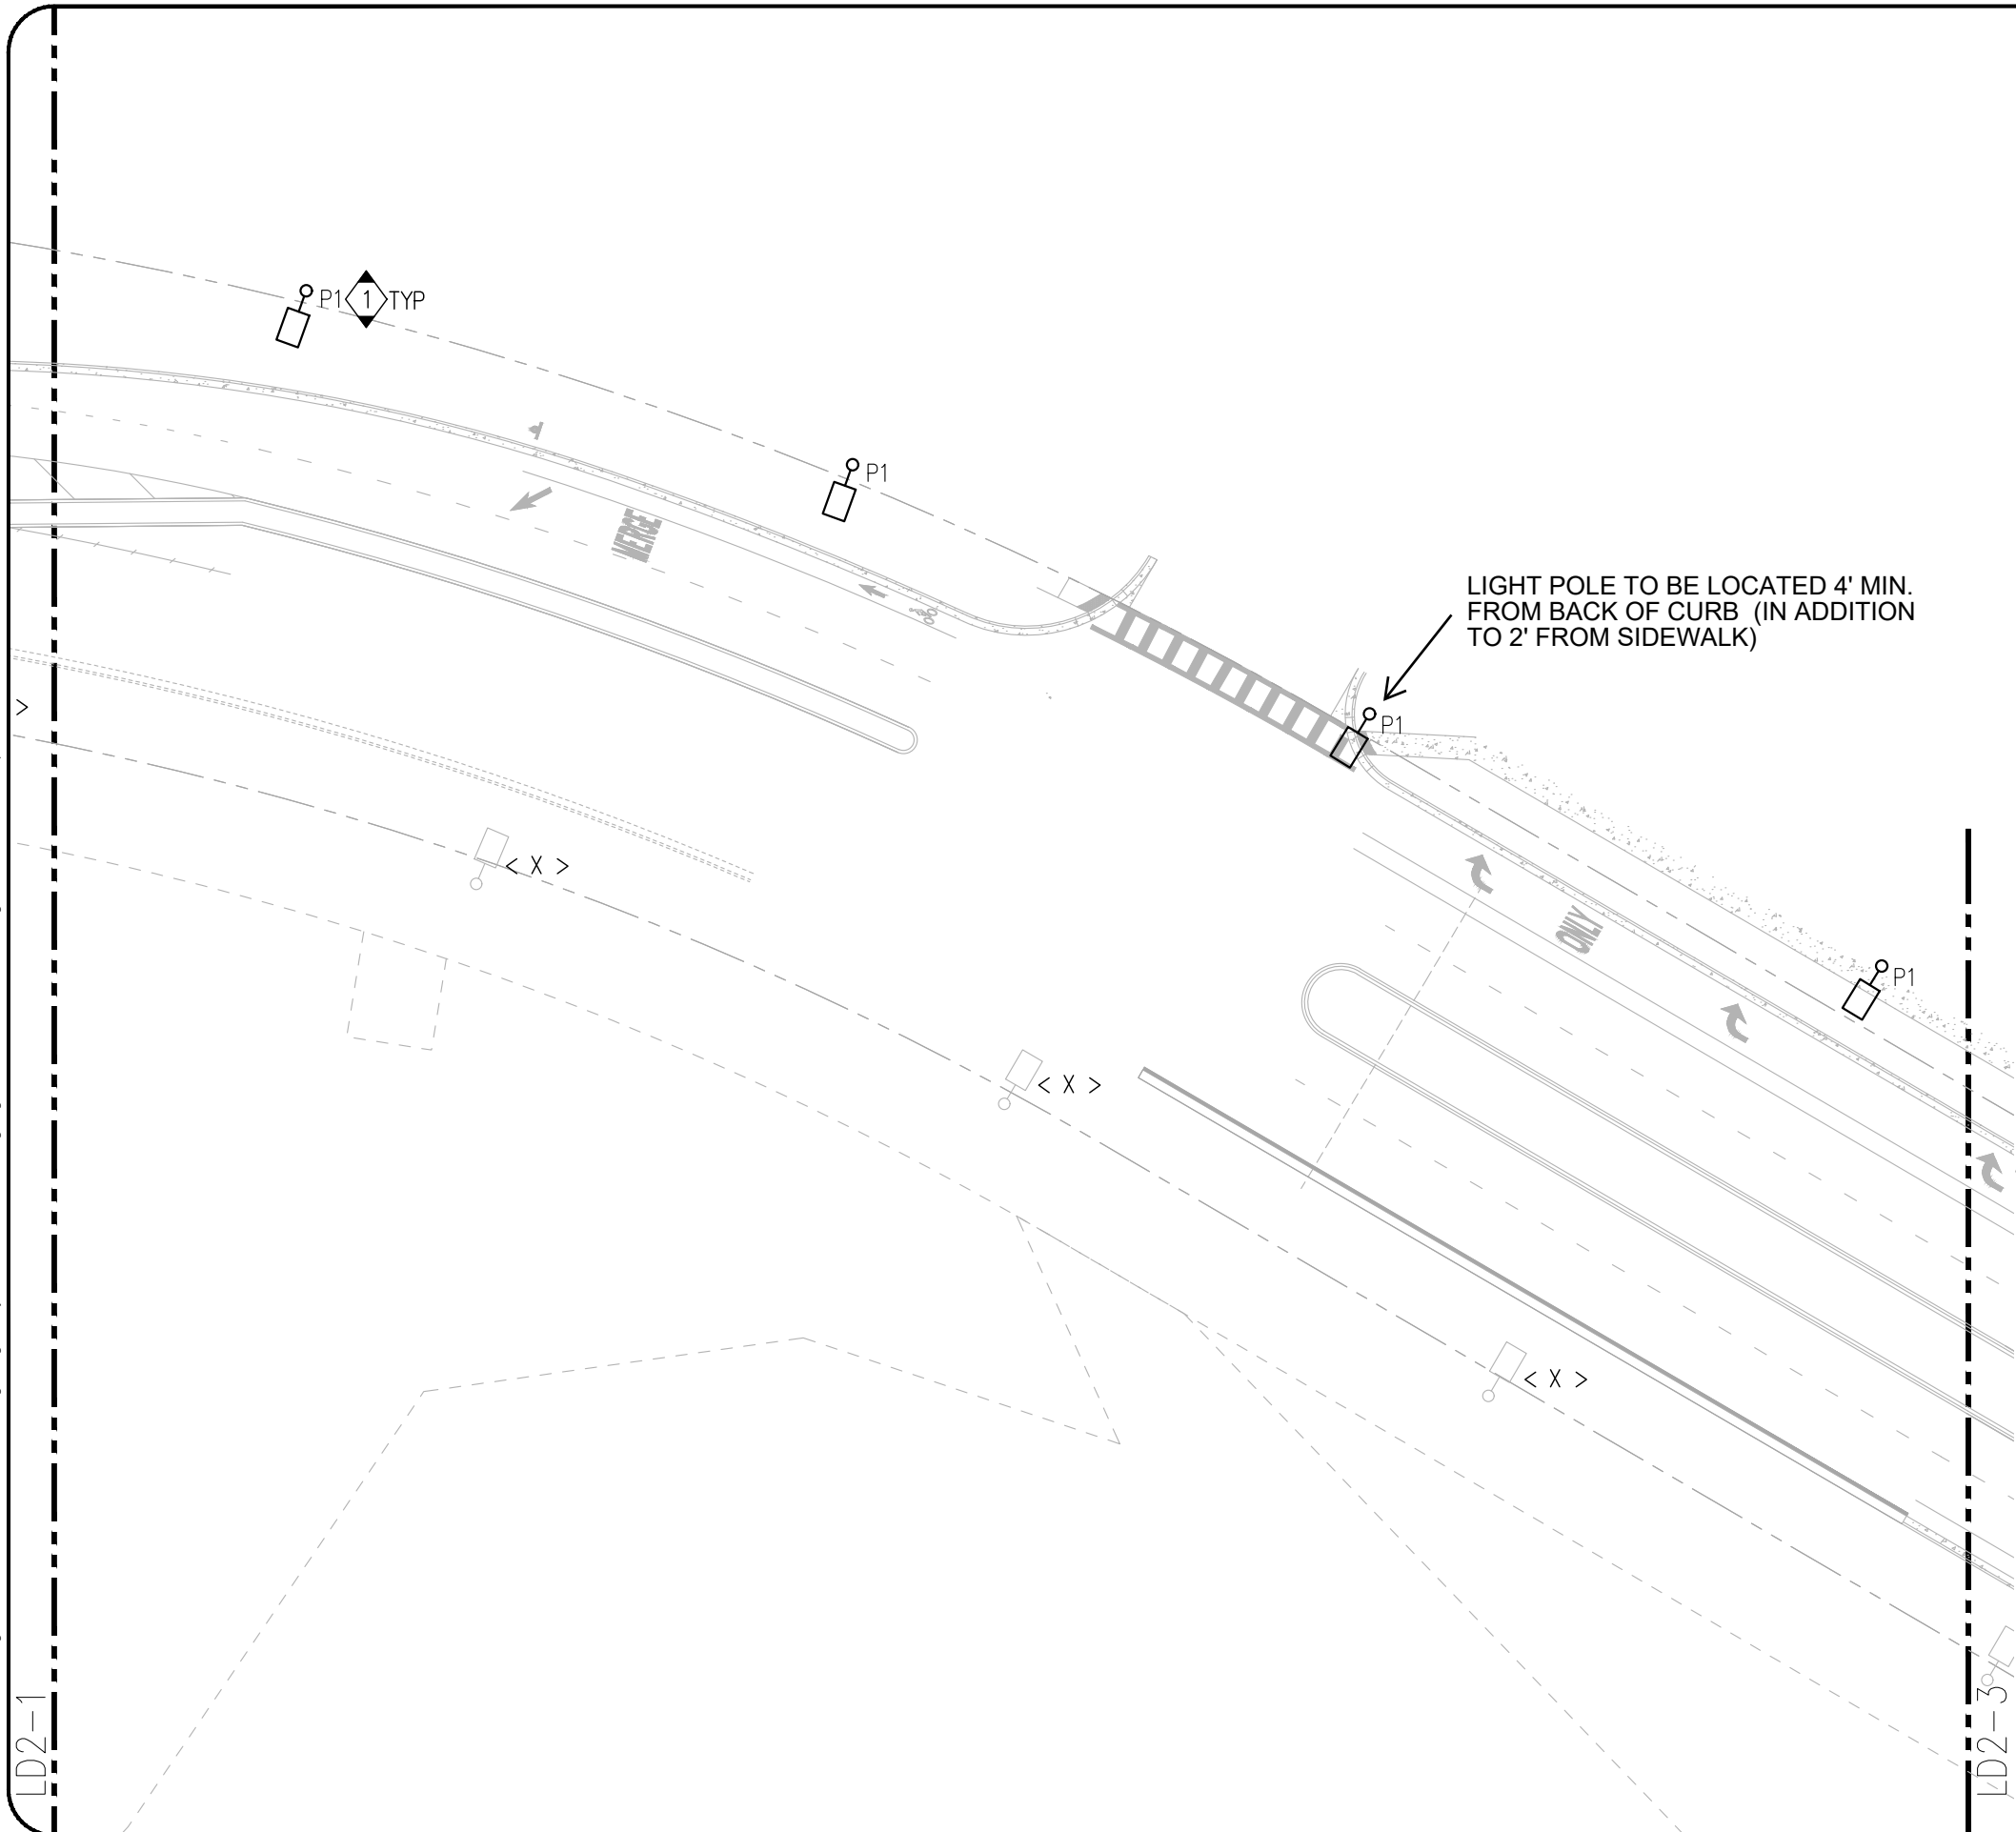 P1 1 TYP
P1
MERGE
LIGHT POLE TO BE LOCATED 4' MIN.
FROM BACK OF CURB (IN ADDITION
TO 2' FROM SIDEWALK)
P1
>
< X >
ONLY
P1
< X >
< X >
LD2-1
LD2-3